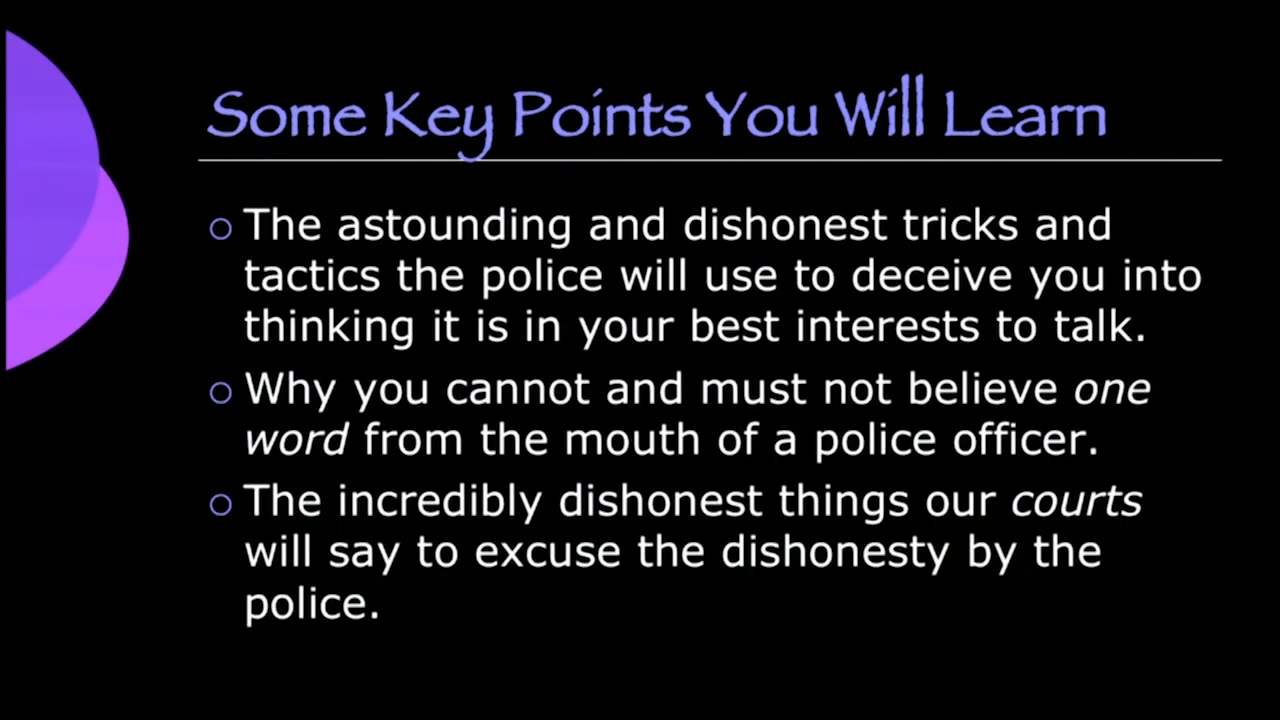 Some Key Points You Will Learn
The astounding and dishonest tricks and
tactics the police will use to deceive you into
thinking it is in your best interests to talk.
Why you cannot and must not believe one
word from the mouth of a police officer.
The incredibly dishonest things our courts
will say to excuse the dishonesty by the
police.